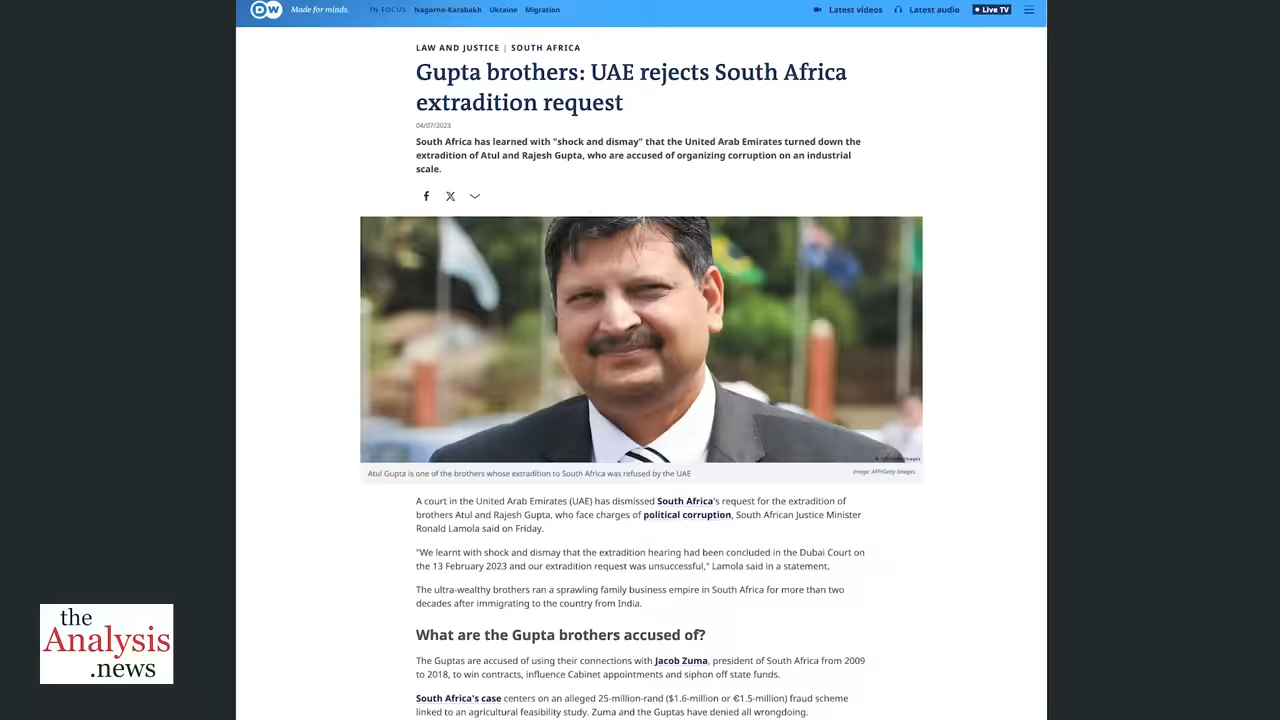 DW Made for minds. IN FOCUS Nagorno-Karabakh Ukraine Migration Latest videos Latest audio Live TV
LAW AND JUSTICE | SOUTH AFRICA
Gupta brothers: UAE rejects South Africa
extradition request
04/07/2023
South Africa has learned with "shock and dismay" that the United Arab Emirates turned down the
extradition of Atul and Rajesh Gupta, who are accused of organizing corruption on an industrial
scale.
Atul Gupta is one of the brothers whose extradition to South Africa was refused by the UAE Image: AFP/Getty Images
A court in the United Arab Emirates (UAE) has dismissed South Africa's request for the extradition of
brothers Atul and Rajesh Gupta, who face charges of political corruption, South African Justice Minister
Ronald Lamola said on Friday.
"We learnt with shock and dismay that the extradition hearing had been concluded in the Dubai Court on
the 13 February 2023 and our extradition request was unsuccessful," Lamola said in a statement.
The ultra-wealthy brothers ran a sprawling family business empire in South Africa for more than two
decades after immigrating to the country from India.
What are the Gupta brothers accused of?
The Guptas are accused of using their connections with Jacob Zuma, president of South Africa from 2009
to 2018, to win contracts, influence Cabinet appointments and siphon off state funds.
South Africa's case centers on an alleged 25-million-rand ($1.6-million or €1.5-million) fraud scheme
linked to an agricultural feasibility study. Zuma and the Guptas have denied all wrongdoing.
the
Analysis
.news